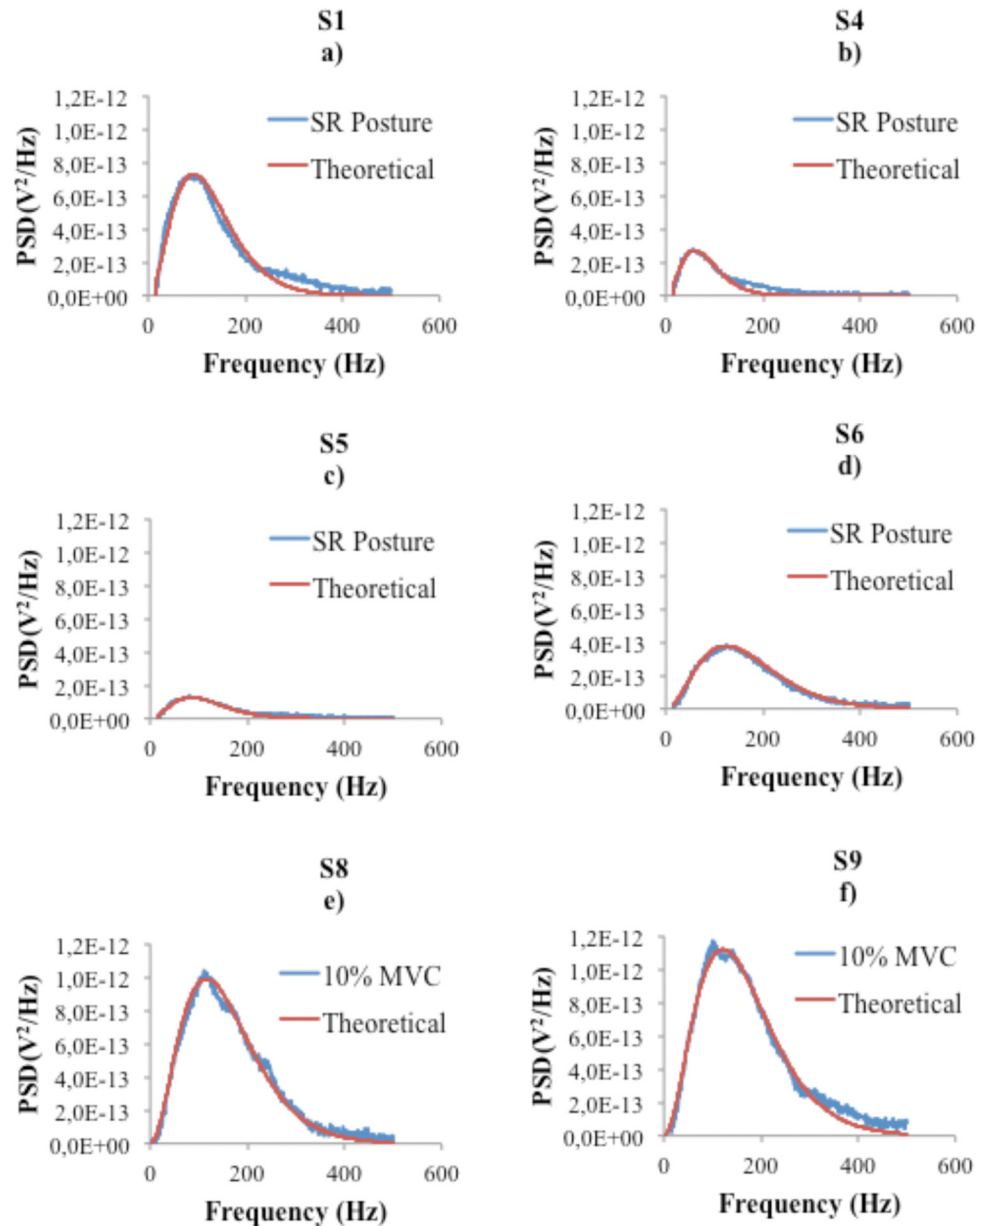 S1
a)
1,2E-12
1,0E-12
8,0E-13
6,0E-13
4,0E-13
2,0E-13
0,0E+00
PSD(V²/Hz)
SR Posture
Theoretical
0 200 400 600
Frequency (Hz)
S4
b)
1,2E-12
1,0E-12
8,0E-13
6,0E-13
4,0E-13
2,0E-13
0,0E+00
PSD(V²/Hz)
SR Posture
Theoretical
0 200 400 600
Frequency (Hz)
S5
c)
1,2E-12
1,0E-12
8,0E-13
6,0E-13
4,0E-13
2,0E-13
0,0E+00
PSD(V²/Hz)
SR Posture
Theoretical
0 200 400 600
Frequency (Hz)
S6
d)
1,2E-12
1,0E-12
8,0E-13
6,0E-13
4,0E-13
2,0E-13
0,0E+00
PSD(V²/Hz)
SR Posture
Theoretical
0 200 400 600
Frequency (Hz)
S8
e)
1,2E-12
1,0E-12
8,0E-13
6,0E-13
4,0E-13
2,0E-13
0,0E+00
PSD(V²/Hz)
10% MVC
Theoretical
0 200 400 600
Frequency (Hz)
S9
f)
1,2E-12
1,0E-12
8,0E-13
6,0E-13
4,0E-13
2,0E-13
0,0E+00
PSD(V²/Hz)
10% MVC
Theoretical
0 200 400 600
Frequency (Hz)